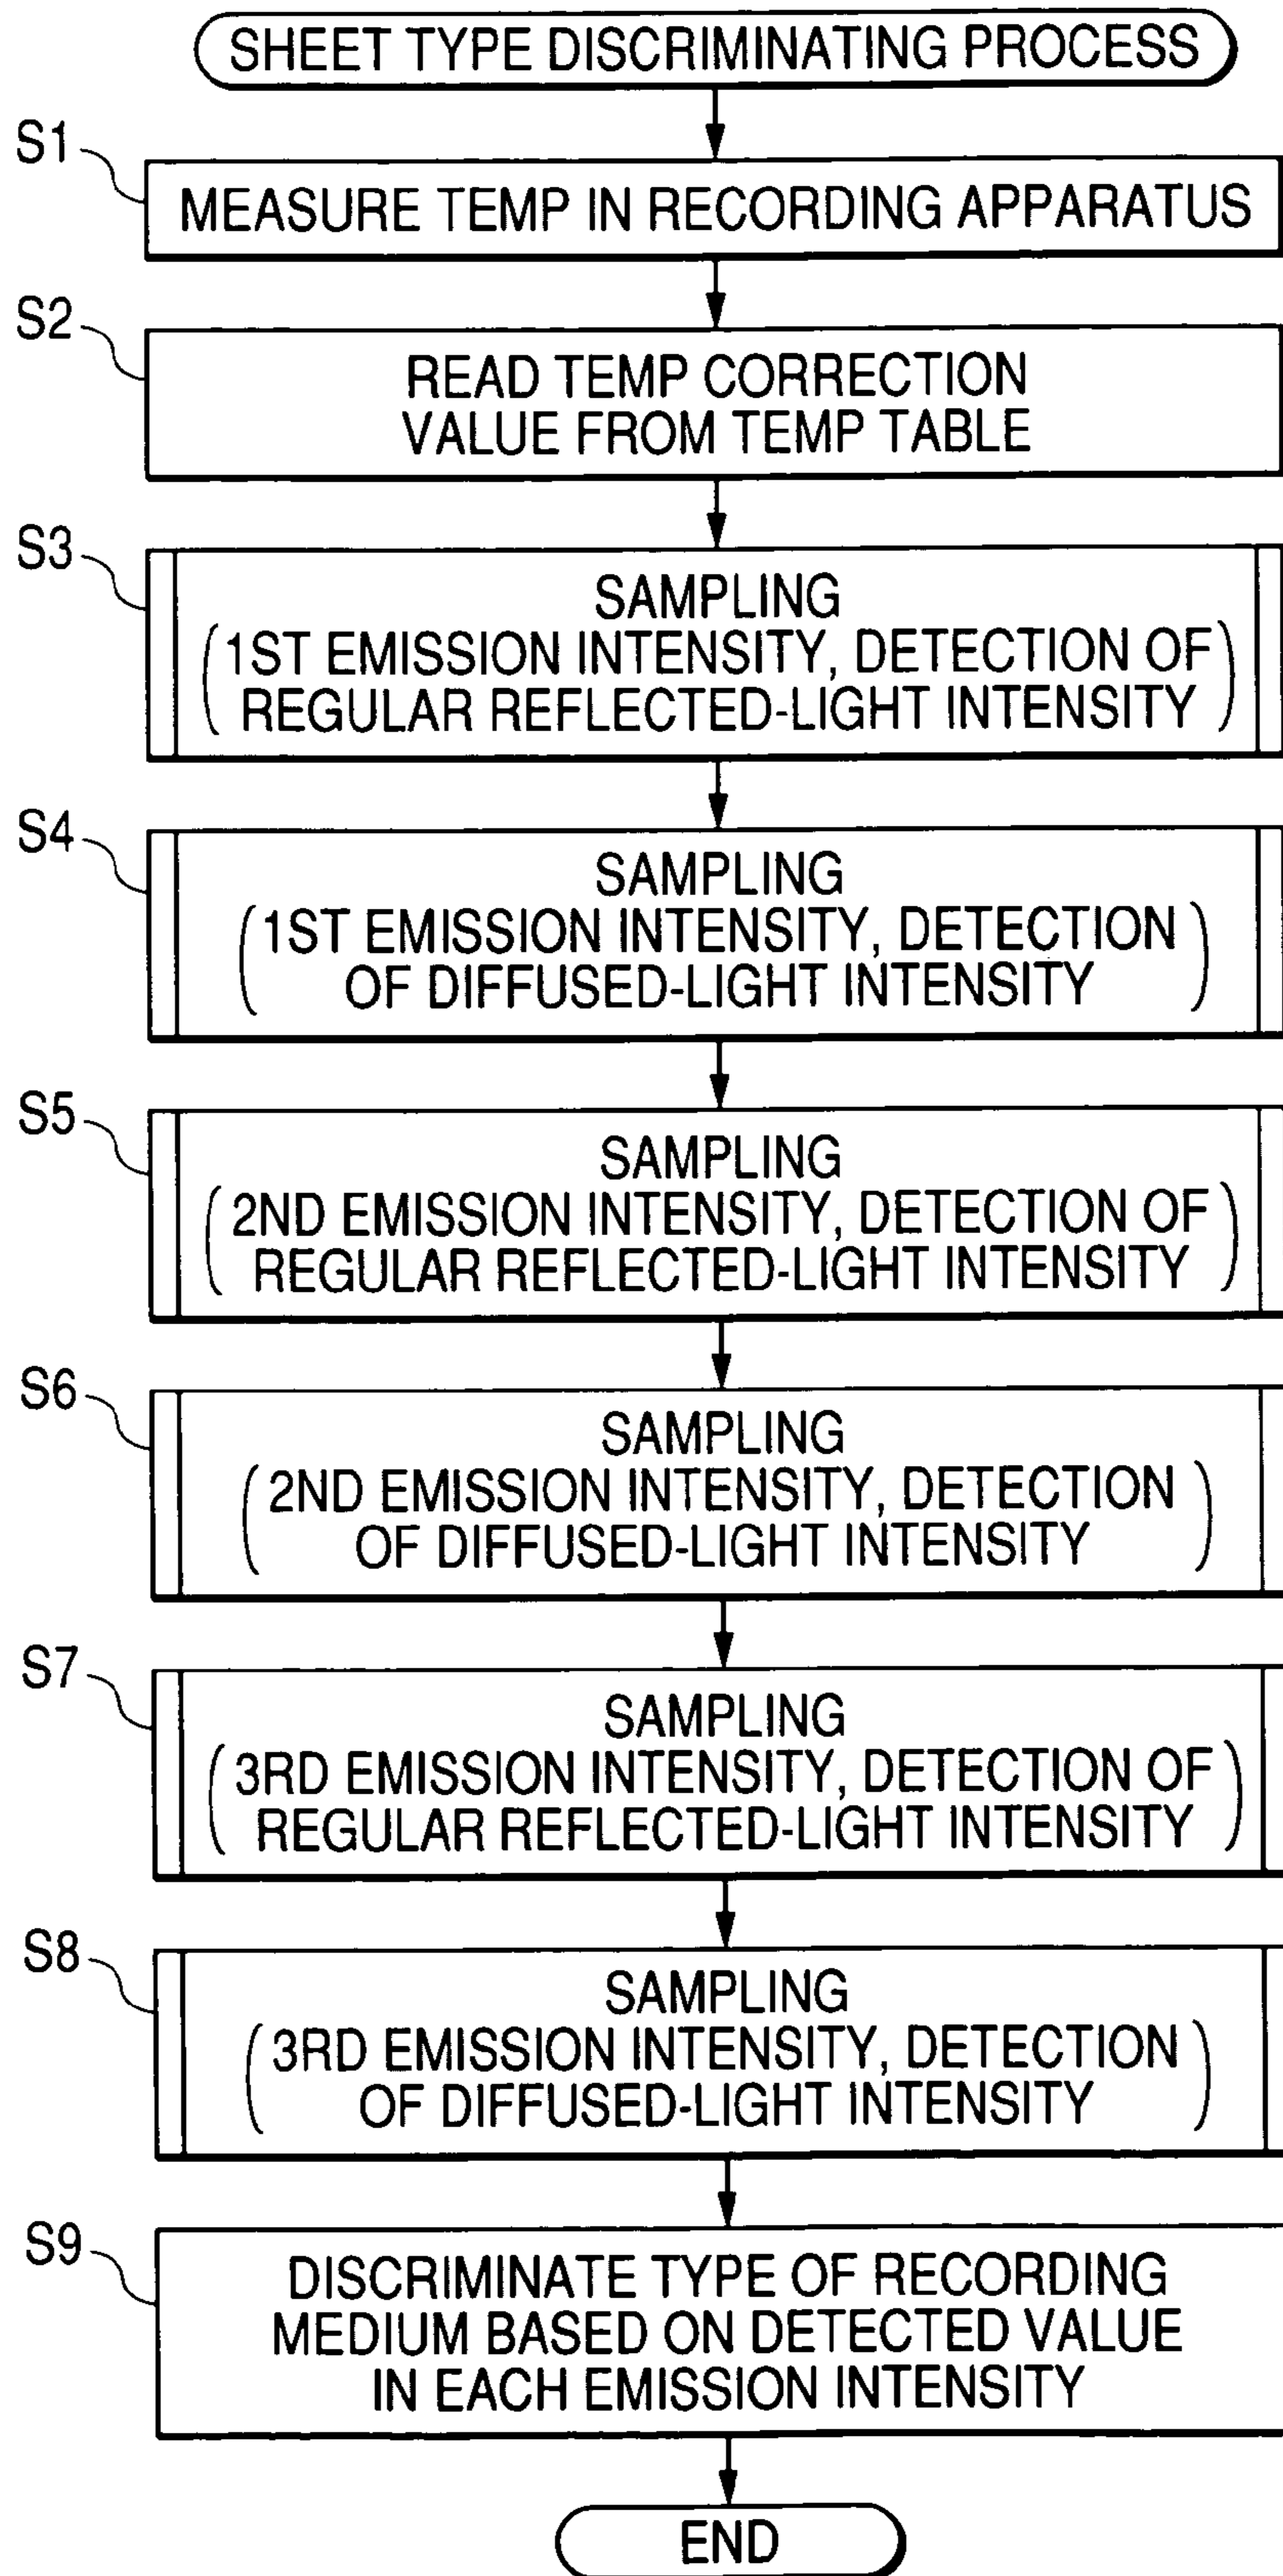 SHEET TYPE DISCRIMINATING PROCESS
S1
MEASURE TEMP IN RECORDING APPARATUS
S2
READ TEMP CORRECTION
VALUE FROM TEMP TABLE
S3
SAMPLING
(1ST EMISSION INTENSITY, DETECTION OF
REGULAR REFLECTED-LIGHT INTENSITY)
S4
SAMPLING
(1ST EMISSION INTENSITY, DETECTION
OF DIFFUSED-LIGHT INTENSITY)
S5
SAMPLING
(2ND EMISSION INTENSITY, DETECTION OF
REGULAR REFLECTED-LIGHT INTENSITY)
S6
SAMPLING
(2ND EMISSION INTENSITY, DETECTION
OF DIFFUSED-LIGHT INTENSITY)
S7
SAMPLING
(3RD EMISSION INTENSITY, DETECTION OF
REGULAR REFLECTED-LIGHT INTENSITY)
S8
SAMPLING
(3RD EMISSION INTENSITY, DETECTION
OF DIFFUSED-LIGHT INTENSITY)
S9
DISCRIMINATE TYPE OF RECORDING
MEDIUM BASED ON DETECTED VALUE
IN EACH EMISSION INTENSITY
END